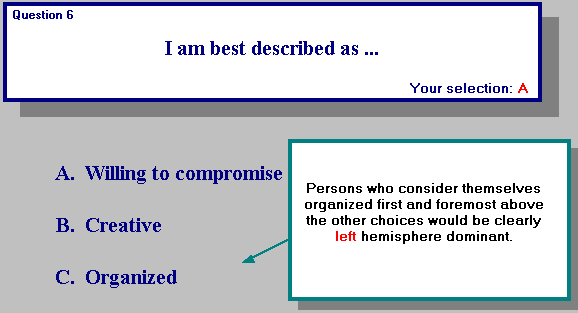 Question 6
I am best described as ...
Your selection: A
A. Willing to compromise
B. Creative
C. Organized
Persons who consider themselves
organized first and foremost above
the other choices would be clearly
left hemisphere dominant.